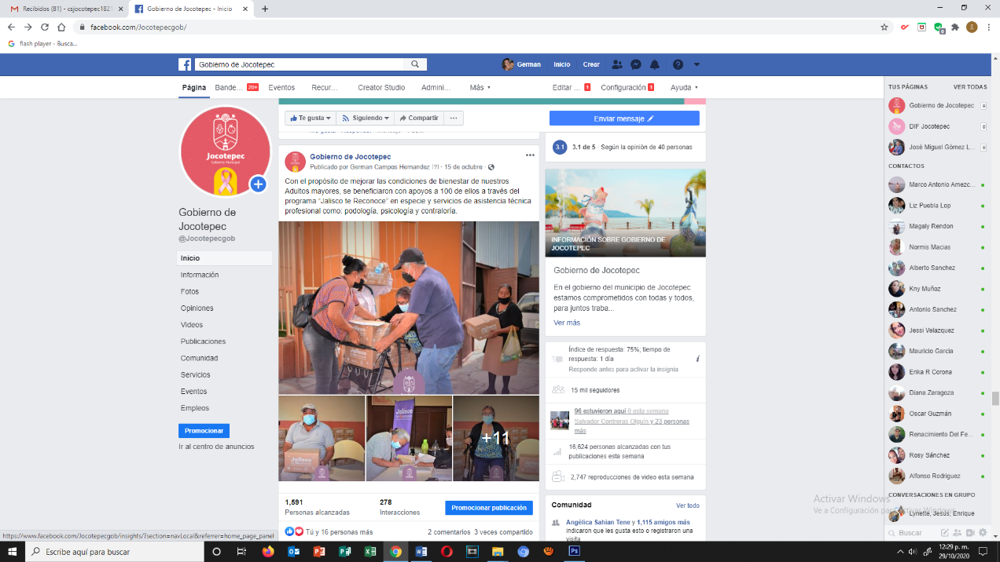 Recibidos (81) - csjocotepec1821
Gobierno de Jocotepec - Inicio
facebook.com/Jocotepecgob/
flash player - Busca...
Gobierno de Jocotepec
German
Inicio
Crear
Página
Bande... 20+
Eventos
Recur...
Creator Studio
Admini...
Más
Editar ... 1
Configuración 1
Ayuda
Te gusta
Siguiendo
Compartir
Enviar mensaje
Jocotepec
Gobierno Municipal
Gobierno de
Jocotepec
@Jocotepecgob
Inicio
Información
Fotos
Opiniones
Videos
Publicaciones
Comunidad
Servicios
Eventos
Empleos
Promocionar
Ir al centro de anuncios
Gobierno de Jocotepec
Publicado por German Campos Hernandez [?] · 15 de octubre ·
Con el propósito de mejorar las condiciones de bienestar de nuestros
Adultos mayores, se beneficiaron con apoyos a 100 de ellos a través del
programa “Jalisco te Reconoce” en especie y servicios de asistencia técnica
profesional como: podología, psicología y contraloría.
Jalisco
+11
1,591
Personas alcanzadas
278
Interacciones
Promocionar publicación
Tú y 16 personas más
2 comentarios 3 veces compartido
3.1
3.1 de 5 · Según la opinión de 40 personas
INFORMACIÓN SOBRE GOBIERNO DE
JOCOTEPEC
Gobierno de Jocotepec
En el gobierno del municipio de Jocotepec
estamos comprometidos con todas y todos,
para juntos traba...
Ver más
Índice de respuesta: 75%; tiempo de
respuesta: 1 día
Responde antes para activar la insignia
15 mil seguidores
96 estuvieron aquí 0 esta semana
Salvador Contreras Olguín y 23 personas
más
16,624 personas alcanzadas con tus
publicaciones esta semana
2,747 reproducciones de video esta semana
Comunidad
Ver todo
Angélica Sahian Tene y 1,115 amigos más
indicaron que les gusta esto o registraron una
visita
TUS PÁGINAS
VER TODAS
Gobierno de Jocotepec 9
DIF Jocotepec 0
José Miguel Gómez L... 9
CONTACTOS
Marco Antonio Amezc...
Liz Puebla Lop
Magaly Rendon
Normis Macias
Alberto Sanchez
Kny Muñoz
Antonio Sanchez
Jessi Velazquez
Mauricio Garcia
Erika R Corona
Diana Zaragoza
Oscar Guzmán
Renacimiento Del Fe...
Rosy Sánchez
Alfonso Rodriguez
CONVERSACIONES EN GRUPO
Lynette, Jesus, Enrique
Buscar
Activar Windows
Ve a Configuración para activar Windows.
https://www.facebook.com/Jocotepecgob/insights/?section=navLocal&referrer=home_page_panel
Escribe aquí para buscar
12:29 p. m.
29/10/2020